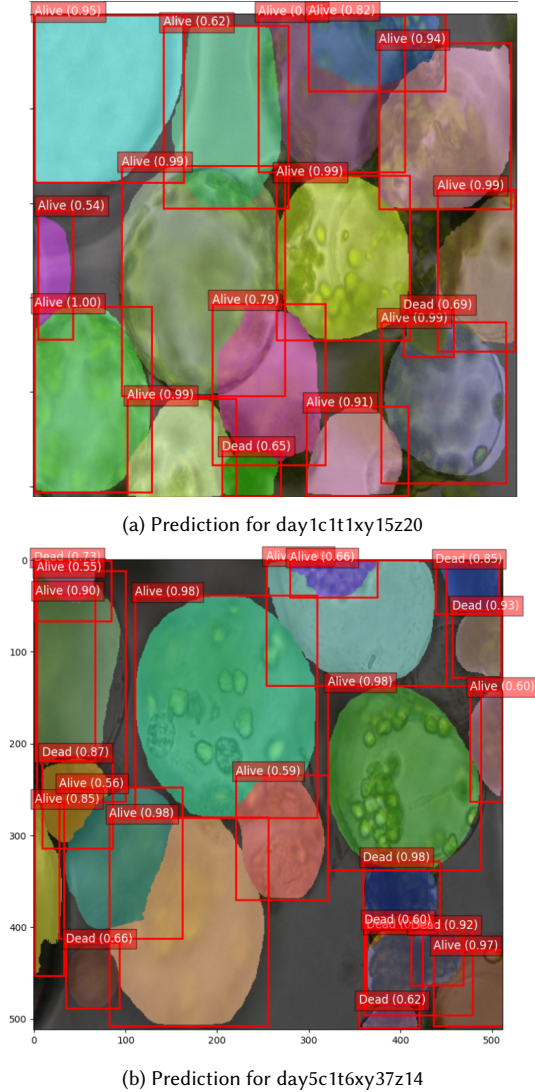 Alive (0.95)
Alive (0.62)
Alive (0.
Alive (0.82)
Alive (0.94)
Alive (0.99)
Alive (0.99)
Alive (0.99)
Alive (0.54)
Alive (1.00)
Alive (0.79)
Dead (0.69)
Alive (0.99)
Alive (0.99)
Alive (0.91)
Dead (0.65)
(a) Prediction for day1c1t1xy15z20
Dead (0.73)
Alive (0.55)
Alive (0.66)
Dead (0.85)
Alive (0.90)
Alive (0.98)
Dead (0.93)
Alive (0.98)
Alive (0.60)
Dead (0.87)
Alive (0.59)
Alive (0.56)
Alive (0.85)
Alive (0.98)
Dead (0.98)
Dead (0.60)
Dead (0.92)
Dead (0.66)
Alive (0.97)
Dead (0.62)
0
100
200
300
400
500
0 100 200 300 400 500
(b) Prediction for day5c1t6xy37z14